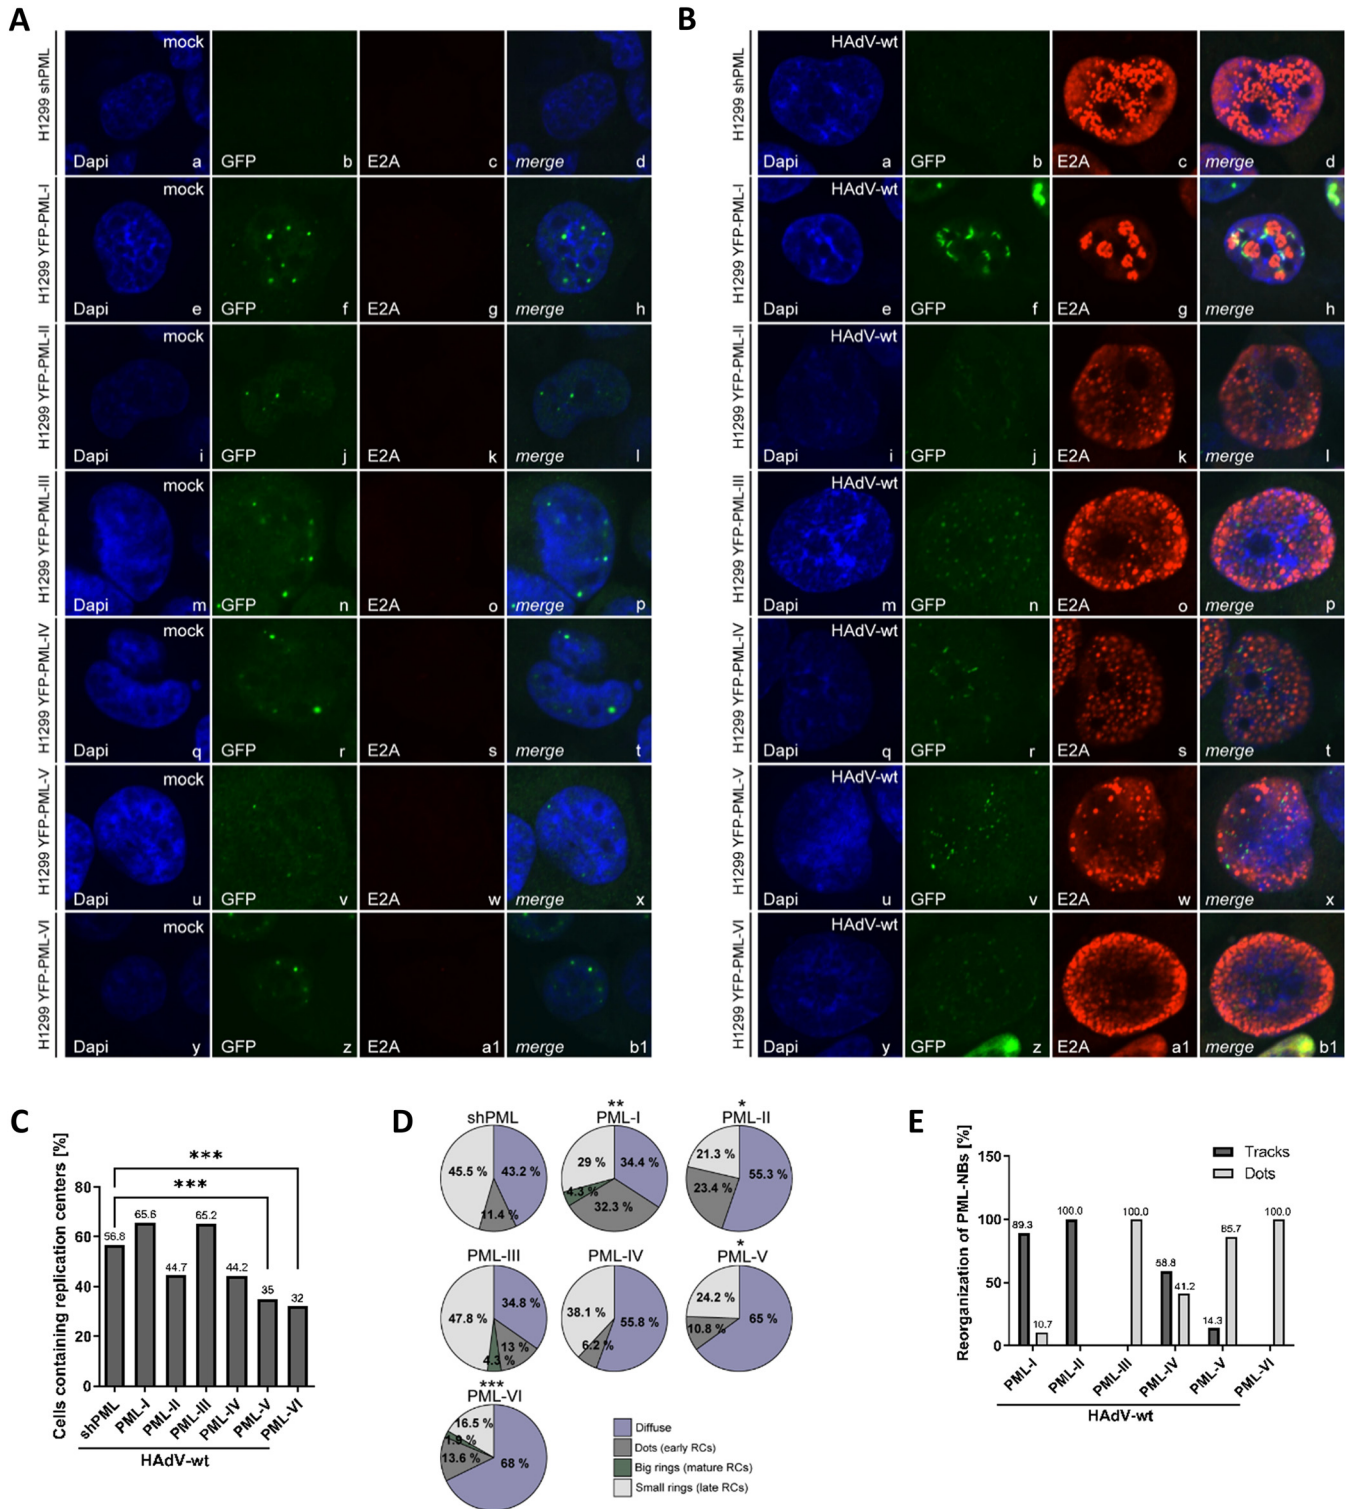 A
H1299 shPML
mock
Dapi a
GFP b
E2A c
merge d
H1299 YFP-PML-I
mock
Dapi e
GFP f
E2A g
merge h
H1299 YFP-PML-II
mock
Dapi i
GFP j
E2A k
merge l
H1299 YFP-PML-III
mock
Dapi m
GFP n
E2A o
merge p
H1299 YFP-PML-IV
mock
Dapi q
GFP r
E2A s
merge t
H1299 YFP-PML-V
mock
Dapi u
GFP v
E2A w
merge x
H1299 YFP-PML-VI
mock
Dapi y
GFP z
E2A a1
merge b1
B
H1299 shPML
HAdV-wt
Dapi a
GFP b
E2A c
merge d
H1299 YFP-PML-I
HAdV-wt
Dapi e
GFP f
E2A g
merge h
H1299 YFP-PML-II
HAdV-wt
Dapi i
GFP j
E2A k
merge l
H1299 YFP-PML-III
HAdV-wt
Dapi m
GFP n
E2A o
merge p
H1299 YFP-PML-IV
HAdV-wt
Dapi q
GFP r
E2A s
merge t
H1299 YFP-PML-V
HAdV-wt
Dapi u
GFP v
E2A w
merge x
H1299 YFP-PML-VI
HAdV-wt
Dapi y
GFP z
E2A a1
merge b1
C
Cells containing replication centers [%]
80
60
40
20
0
***
***
56.8
65.6
44.7
65.2
44.2
35
32
shPML
PML-I
PML-II
PML-III
PML-IV
PML-V
PML-VI
HAdV-wt
D
shPML
45.5 %
43.2 %
11.4 %
**
PML-I
29 %
34.4 %
4.3 %
32.3 %
*
PML-II
21.3 %
55.3 %
23.4 %
PML-III
47.8 %
34.8 %
13 %
4.3 %
PML-IV
38.1 %
55.8 %
6.2 %
*
PML-V
24.2 %
65 %
10.8 %
***
PML-VI
16.5 %
1.9 %
13.6 %
68 %
Diffuse
Dots (early RCs)
Big rings (mature RCs)
Small rings (late RCs)
E
Reorganization of PML-NBs [%]
150
100
50
0
Tracks
Dots
89.3
10.7
100.0
100.0
58.8
41.2
14.3
85.7
100.0
PML-I
PML-II
PML-III
PML-IV
PML-V
PML-VI
HAdV-wt